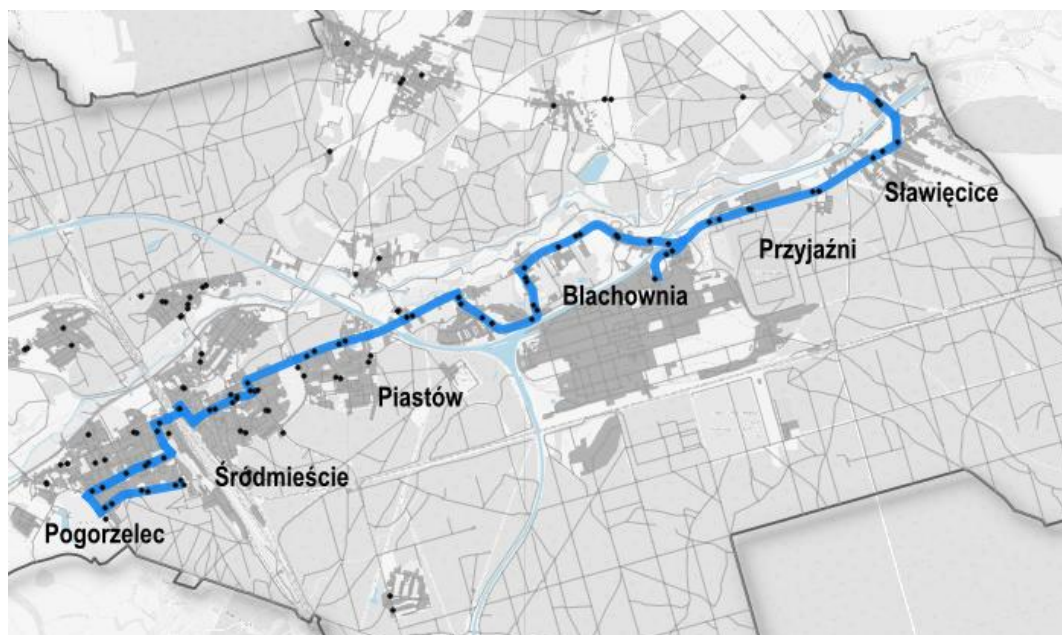 Sławięcice
Przyjaźni
Blachownia
Piastów
Śródmieście
Pogorzelec